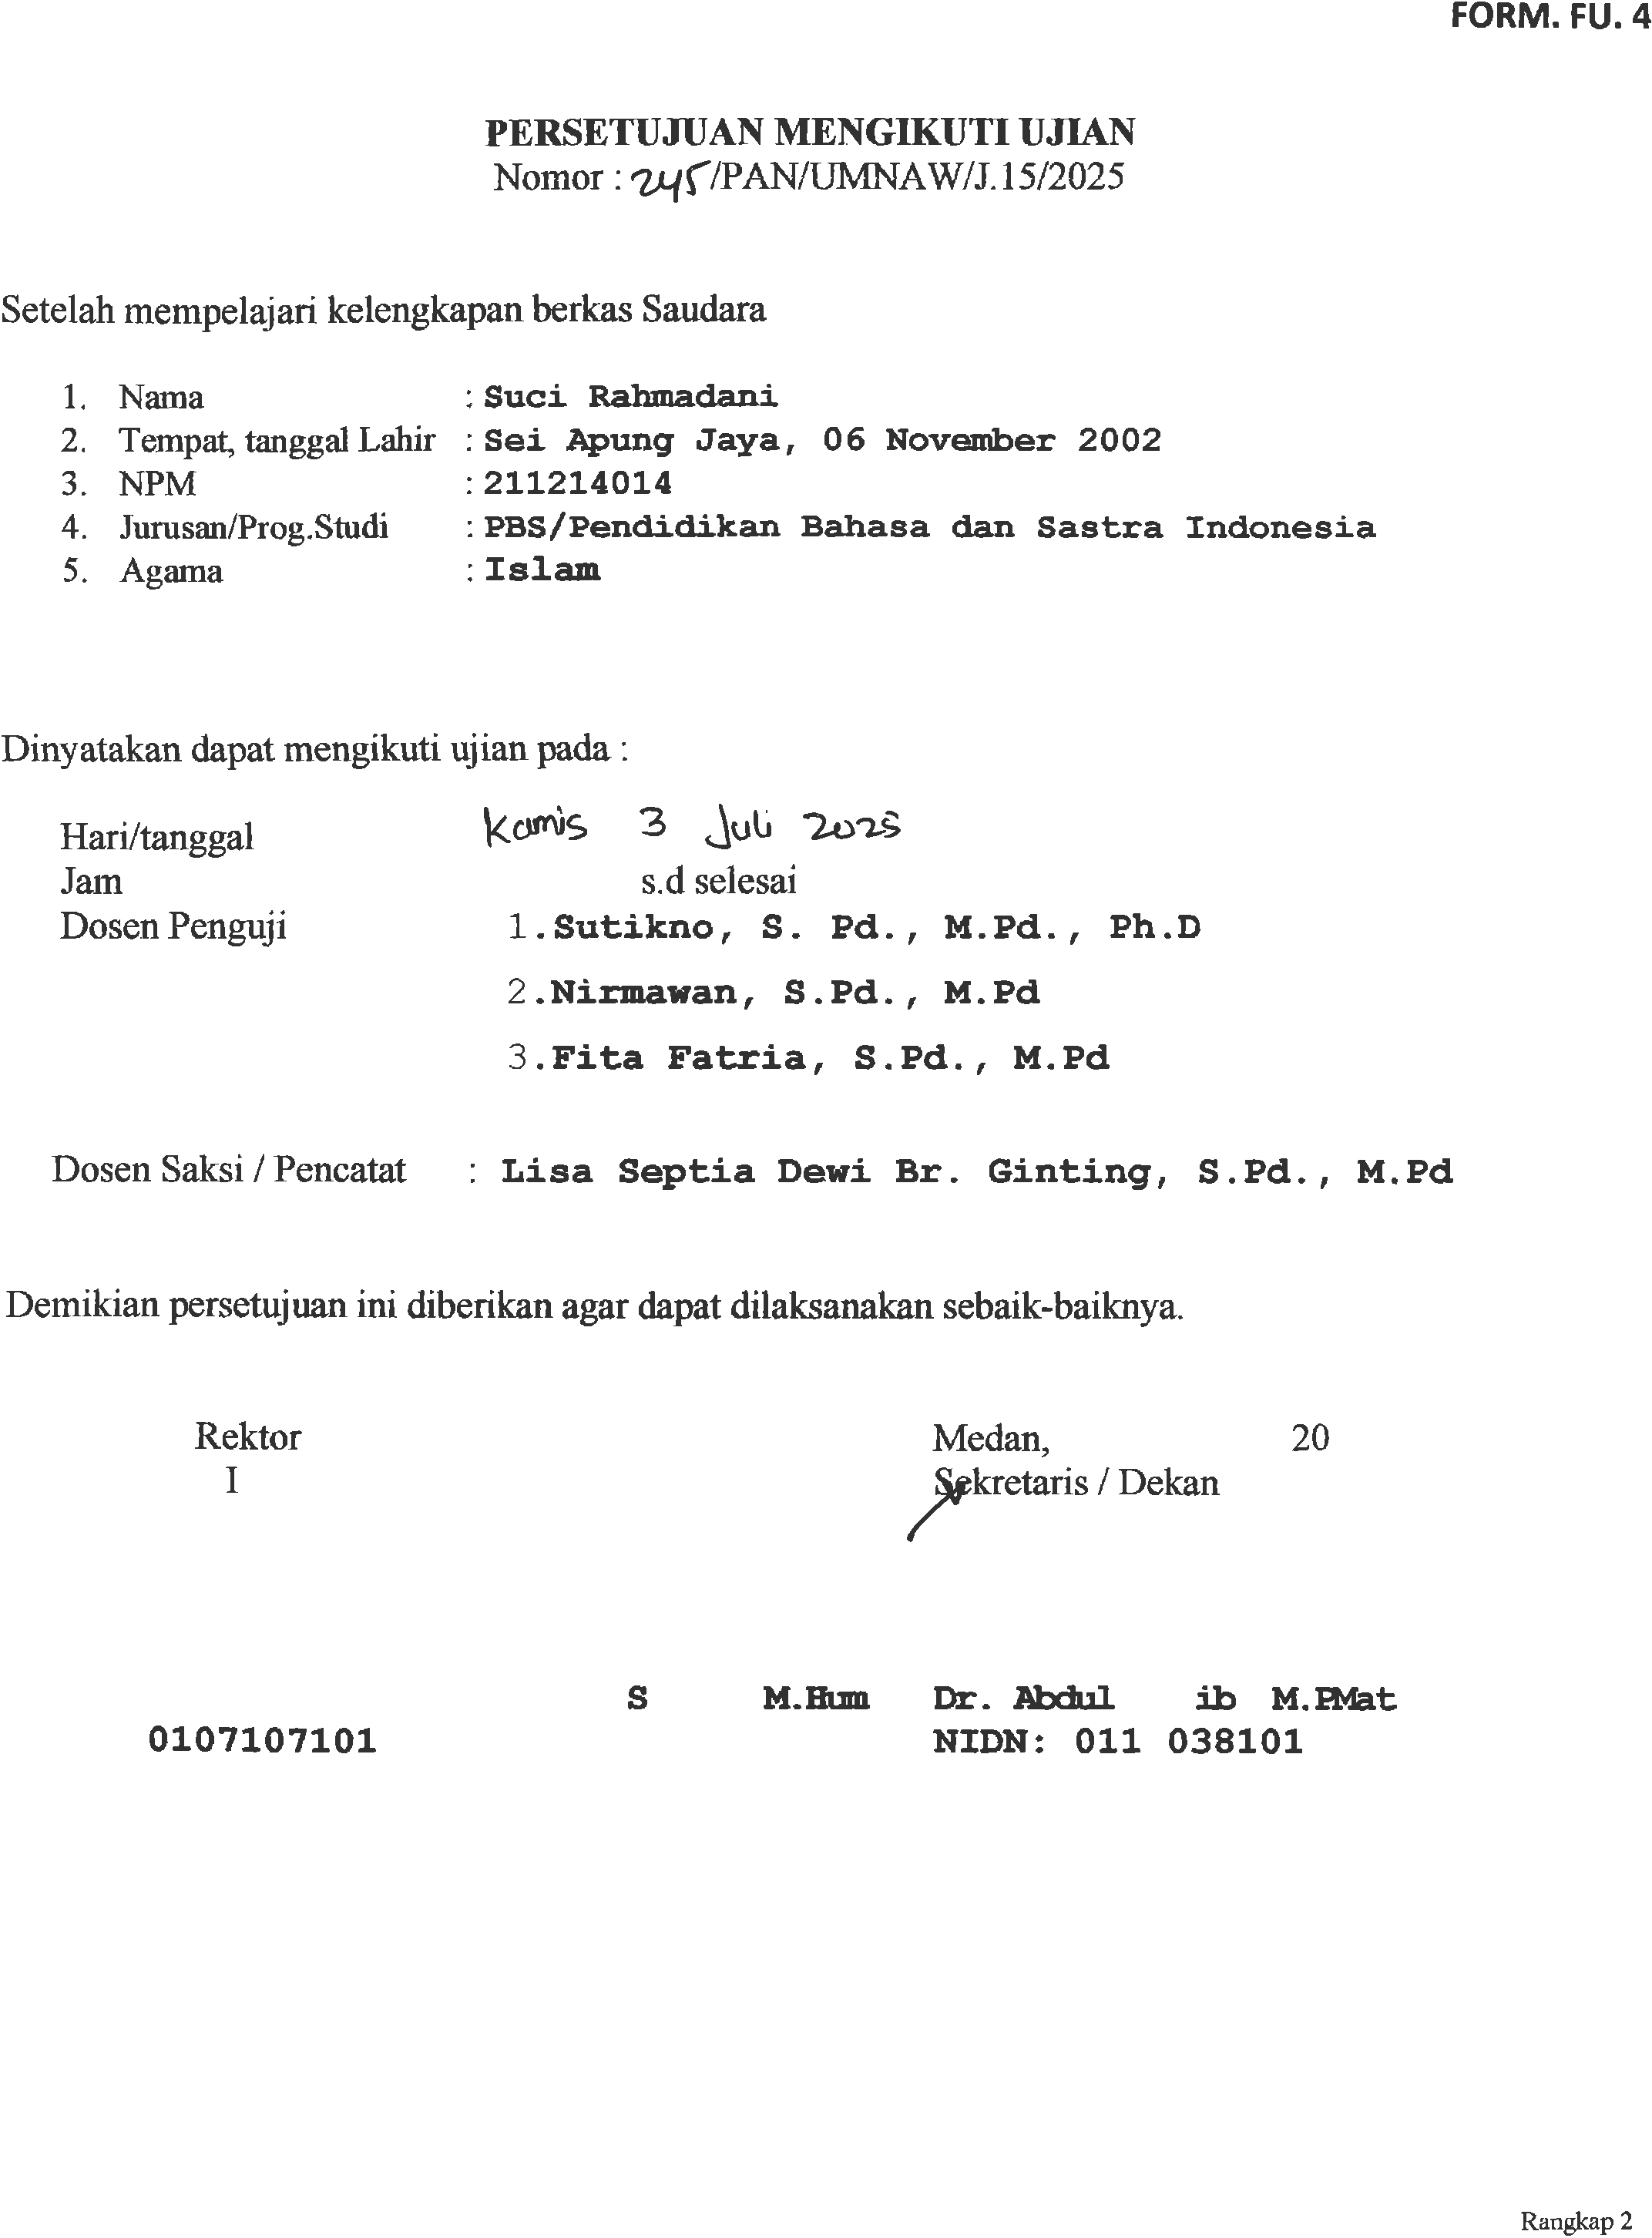 FORM. FU. 4
PERSETUJUAN MENGIKUTI UJIAN
Nomor : 245/PAN/UMNAW/J.15/2025
Setelah mempelajari kelengkapan berkas Saudara
1. Nama : Suci Rahmadani
2. Tempat, tanggal Lahir : Sei Apung Jaya, 06 November 2002
3. NPM : 211214014
4. Jurusan/Prog.Studi : PBS/Pendidikan Bahasa dan Sastra Indonesia
5. Agama : Islam
Dinyatakan dapat mengikuti ujian pada :
Hari/tanggal Kamis 3 Juli 2025
Jam s.d selesai
Dosen Penguji 1.Sutikno, S. Pd., M.Pd., Ph.D
2.Nirmawan, S.Pd., M.Pd
3.Fita Fatria, S.Pd., M.Pd
Dosen Saksi / Pencatat : Lisa Septia Dewi Br. Ginting, S.Pd., M.Pd
Demikian persetujuan ini diberikan agar dapat dilaksanakan sebaik-baiknya.
Rektor Medan, 20
I Sekretaris / Dekan
S M.Hum Dr. Abdul ib M.PMat
0107107101 NIDN: 011 038101
Rangkap 2